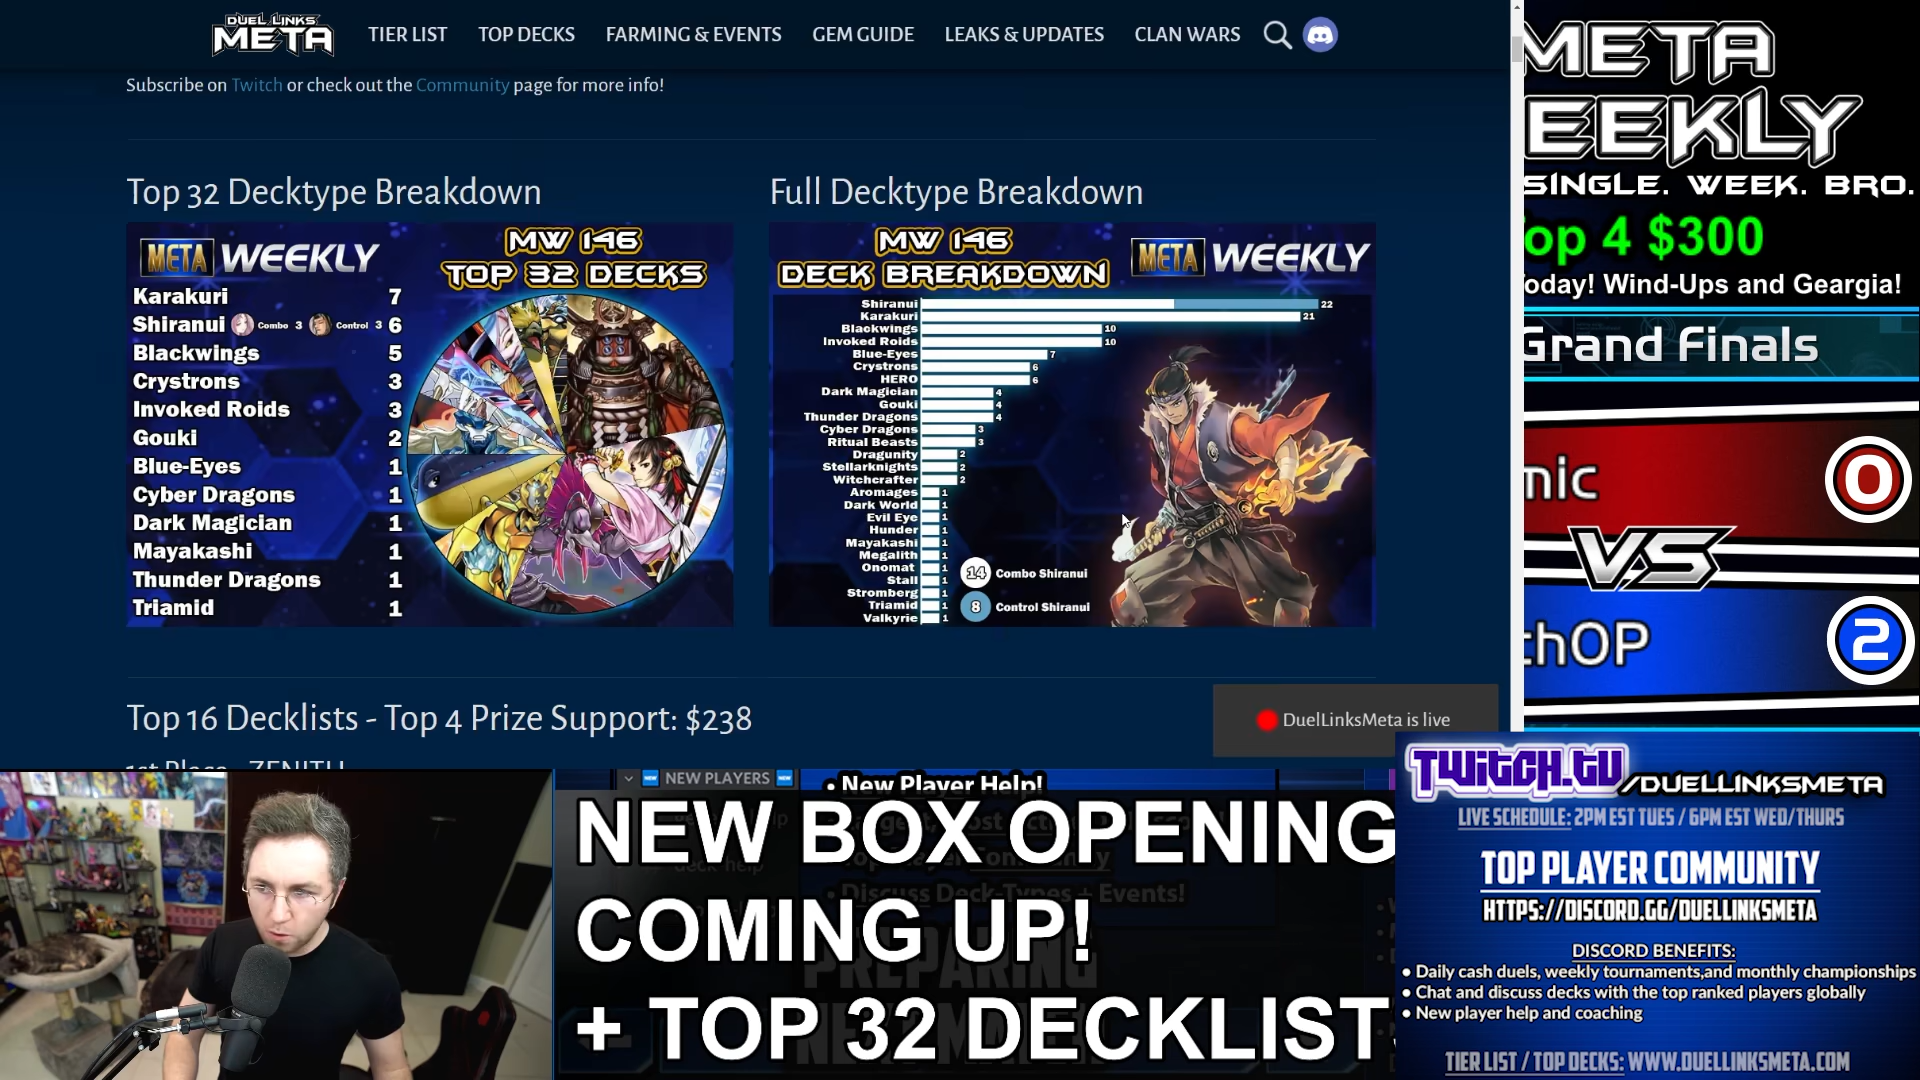 DUEL LINKS
META
TIER LIST
TOP DECKS
FARMING & EVENTS
GEM GUIDE
LEAKS & UPDATES
CLAN WARS
Subscribe on Twitch or check out the Community page for more info!
Top 32 Decktype Breakdown
META WEEKLY
MW 146
TOP 32 DECKS
Karakuri 7
Shiranui Combo 3 Control 3 6
Blackwings 5
Crystrons 3
Invoked Roids 3
Gouki 2
Blue-Eyes 1
Cyber Dragons 1
Dark Magician 1
Mayakashi 1
Thunder Dragons 1
Triamid 1
Full Decktype Breakdown
MW 146
DECK BREAKDOWN
META WEEKLY
Shiranui 22
Karakuri 21
Blackwings 10
Invoked Roids 10
Blue-Eyes 7
Crystrons 6
HERO 6
Dark Magician 4
Gouki 4
Thunder Dragons 4
Cyber Dragons 3
Ritual Beasts 3
Dragunity 2
Stellarknights 2
Witchcrafter 2
Aromages 1
Dark World 1
Evil Eye 1
Hunder 1
Mayakashi 1
Megalith 1
Onomat 1
Stall 1
Stromberg 1
Triamid 1
Valkyrie 1
14 Combo Shiranui
8 Control Shiranui
Top 16 Decklists - Top 4 Prize Support: $238
1st Place - ZENITH
DuelLinksMeta is live
META
EEKLY
SINGLE. WEEK. BRO.
op 4 $300
oday! Wind-Ups and Geargia!
Grand Finals
nic 0
VS
chOP 2
NEW PLAYERS
• New Player Help!
• Discuss Deck-Types + Events!
NEW BOX OPENING
COMING UP!
+ TOP 32 DECKLIST
TWITCH.TV/DUELLINKSMETA
LIVE SCHEDULE: 2PM EST TUES / 6PM EST WED/THURS
TOP PLAYER COMMUNITY
HTTPS://DISCORD.GG/DUELLINKSMETA
DISCORD BENEFITS:
• Daily cash duels, weekly tournaments,and monthly championships
• Chat and discuss decks with the top ranked players globally
• New player help and coaching
TIER LIST / TOP DECKS: WWW.DUELLINKSMETA.COM